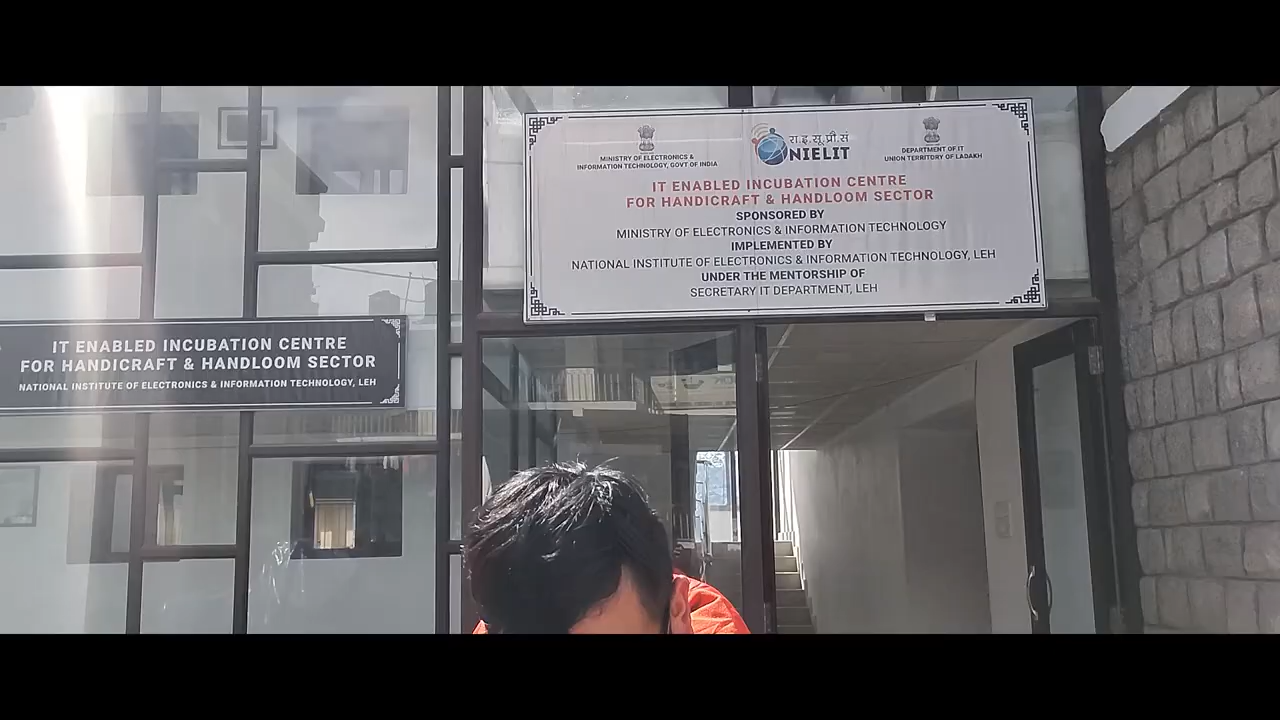 MINISTRY OF ELECTRONICS &
INFORMATION TECHNOLOGY, GOVT OF INDIA
रा.इ.सू.प्रौ.सं
NIELIT
DEPARTMENT OF IT
UNION TERRITORY OF LADAKH
IT ENABLED INCUBATION CENTRE
FOR HANDICRAFT & HANDLOOM SECTOR
SPONSORED BY
MINISTRY OF ELECTRONICS & INFORMATION TECHNOLOGY
IMPLEMENTED BY
NATIONAL INSTITUTE OF ELECTRONICS & INFORMATION TECHNOLOGY, LEH
UNDER THE MENTORSHIP OF
SECRETARY IT DEPARTMENT, LEH
IT ENABLED INCUBATION CENTRE
FOR HANDICRAFT & HANDLOOM SECTOR
NATIONAL INSTITUTE OF ELECTRONICS & INFORMATION TECHNOLOGY, LEH